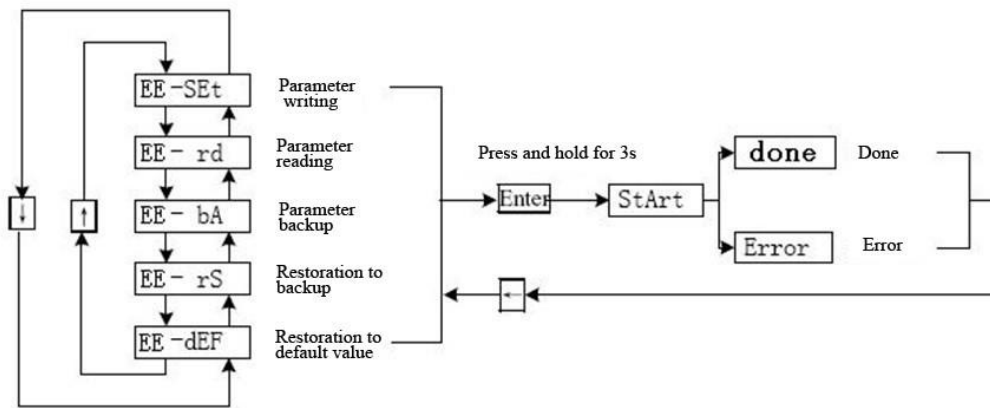 EE-SEt
Parameter
writing
EE- rd
Parameter
reading
EE- bA
Parameter
backup
EE- rS
Restoration to
backup
EE-dEF
Restoration to
default value
↓
↑
Press and hold for 3s
Enter
StArt
done
Done
Error
Error
←